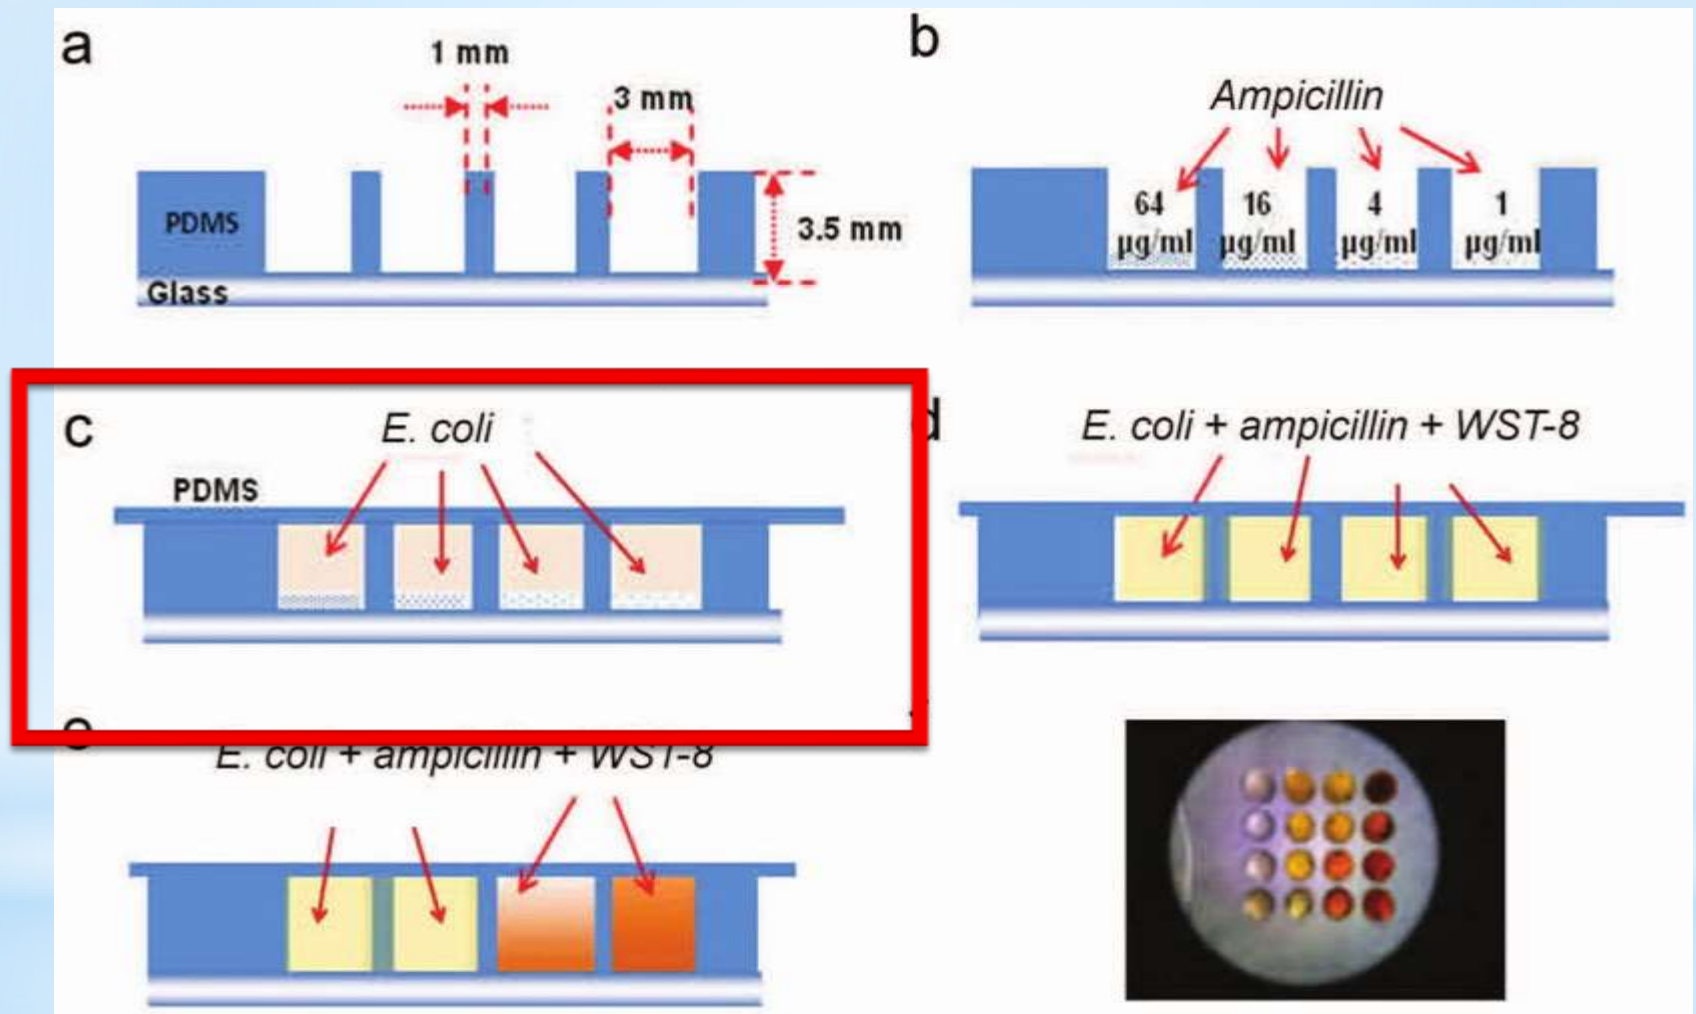 a
1 mm
3 mm
PDMS
3.5 mm
Glass
b
Ampicillin
64 16 4 1
µg/ml µg/ml µg/ml µg/ml
c
E. coli
PDMS
d
E. coli + ampicillin + WST-8
e
E. coli + ampicillin + WST-8